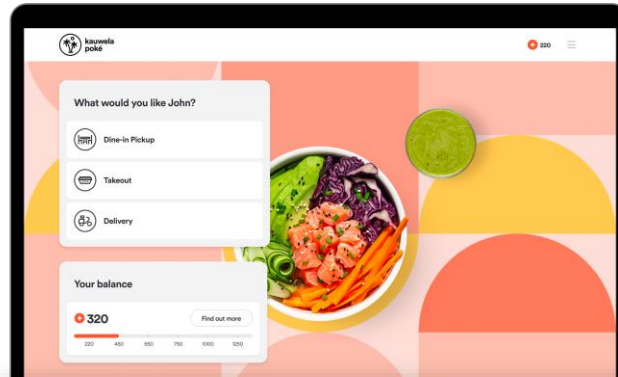 kauwela
poké
220
What would you like John?
Dine-in Pickup
Takeout
Delivery
Your balance
320
Find out more
220 450 550 750 1000 1250